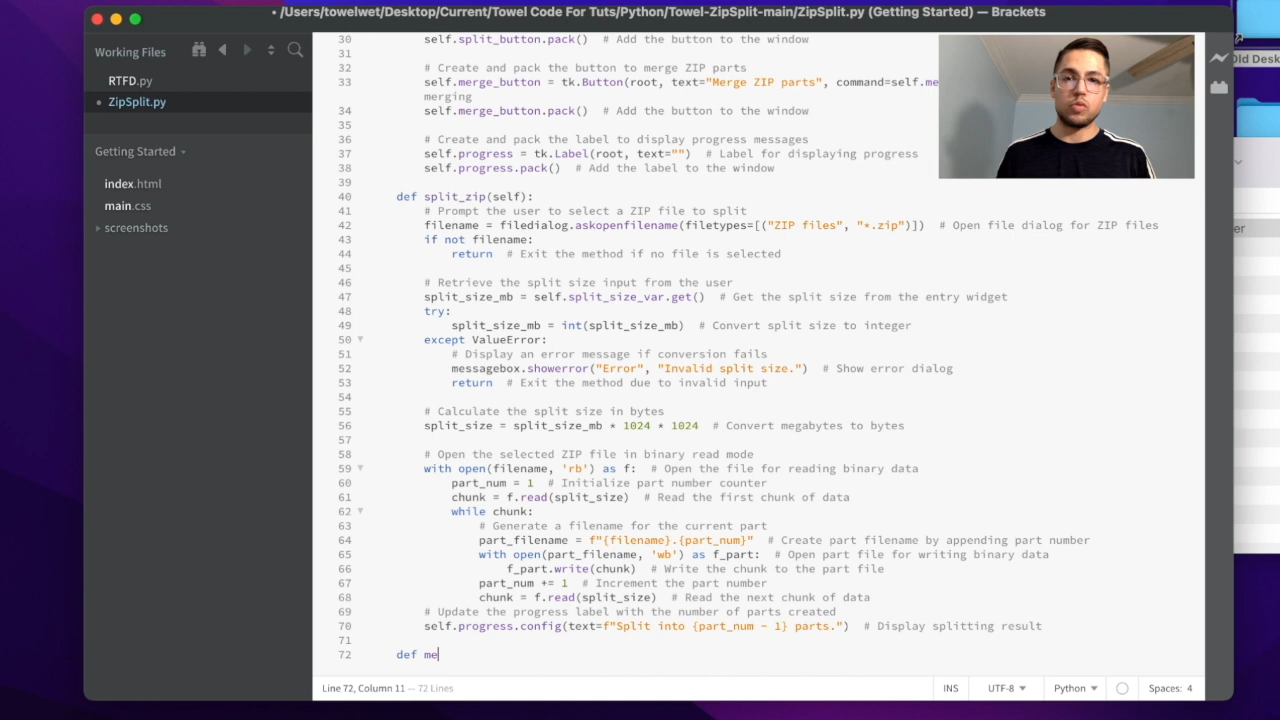 • /Users/towelwet/Desktop/Current/Towel Code For Tuts/Python/Towel-ZipSplit-main/ZipSplit.py (Getting Started) — Brackets
Working Files
RTFD.py
• ZipSplit.py
Getting Started
index.html
main.css
screenshots
30 self.split_button.pack()  # Add the button to the window
31
32 # Create and pack the button to merge ZIP parts
33 self.merge_button = tk.Button(root, text="Merge ZIP parts", command=self.me
merging
34 self.merge_button.pack()  # Add the button to the window
35
36 # Create and pack the label to display progress messages
37 self.progress = tk.Label(root, text="")  # Label for displaying progress
38 self.progress.pack()  # Add the label to the window
39
40 def split_zip(self):
41 # Prompt the user to select a ZIP file to split
42 filename = filedialog.askopenfilename(filetypes=[("ZIP files", "*.zip")])  # Open file dialog for ZIP files
43 if not filename:
44 return  # Exit the method if no file is selected
45
46 # Retrieve the split size input from the user
47 split_size_mb = self.split_size_var.get()  # Get the split size from the entry widget
48 try:
49 split_size_mb = int(split_size_mb)  # Convert split size to integer
50 except ValueError:
51 # Display an error message if conversion fails
52 messagebox.showerror("Error", "Invalid split size.")  # Show error dialog
53 return  # Exit the method due to invalid input
54
55 # Calculate the split size in bytes
56 split_size = split_size_mb * 1024 * 1024  # Convert megabytes to bytes
57
58 # Open the selected ZIP file in binary read mode
59 with open(filename, 'rb') as f:  # Open the file for reading binary data
60 part_num = 1  # Initialize part number counter
61 chunk = f.read(split_size)  # Read the first chunk of data
62 while chunk:
63 # Generate a filename for the current part
64 part_filename = f"{filename}.{part_num}"  # Create part filename by appending part number
65 with open(part_filename, 'wb') as f_part:  # Open part file for writing binary data
66 f_part.write(chunk)  # Write the chunk to the part file
67 part_num += 1  # Increment the part number
68 chunk = f.read(split_size)  # Read the next chunk of data
69 # Update the progress label with the number of parts created
70 self.progress.config(text=f"Split into {part_num - 1} parts.")  # Display splitting result
71
72 def me
Line 72, Column 11 — 72 Lines
INS UTF-8 Python Spaces: 4
Old Desk
er